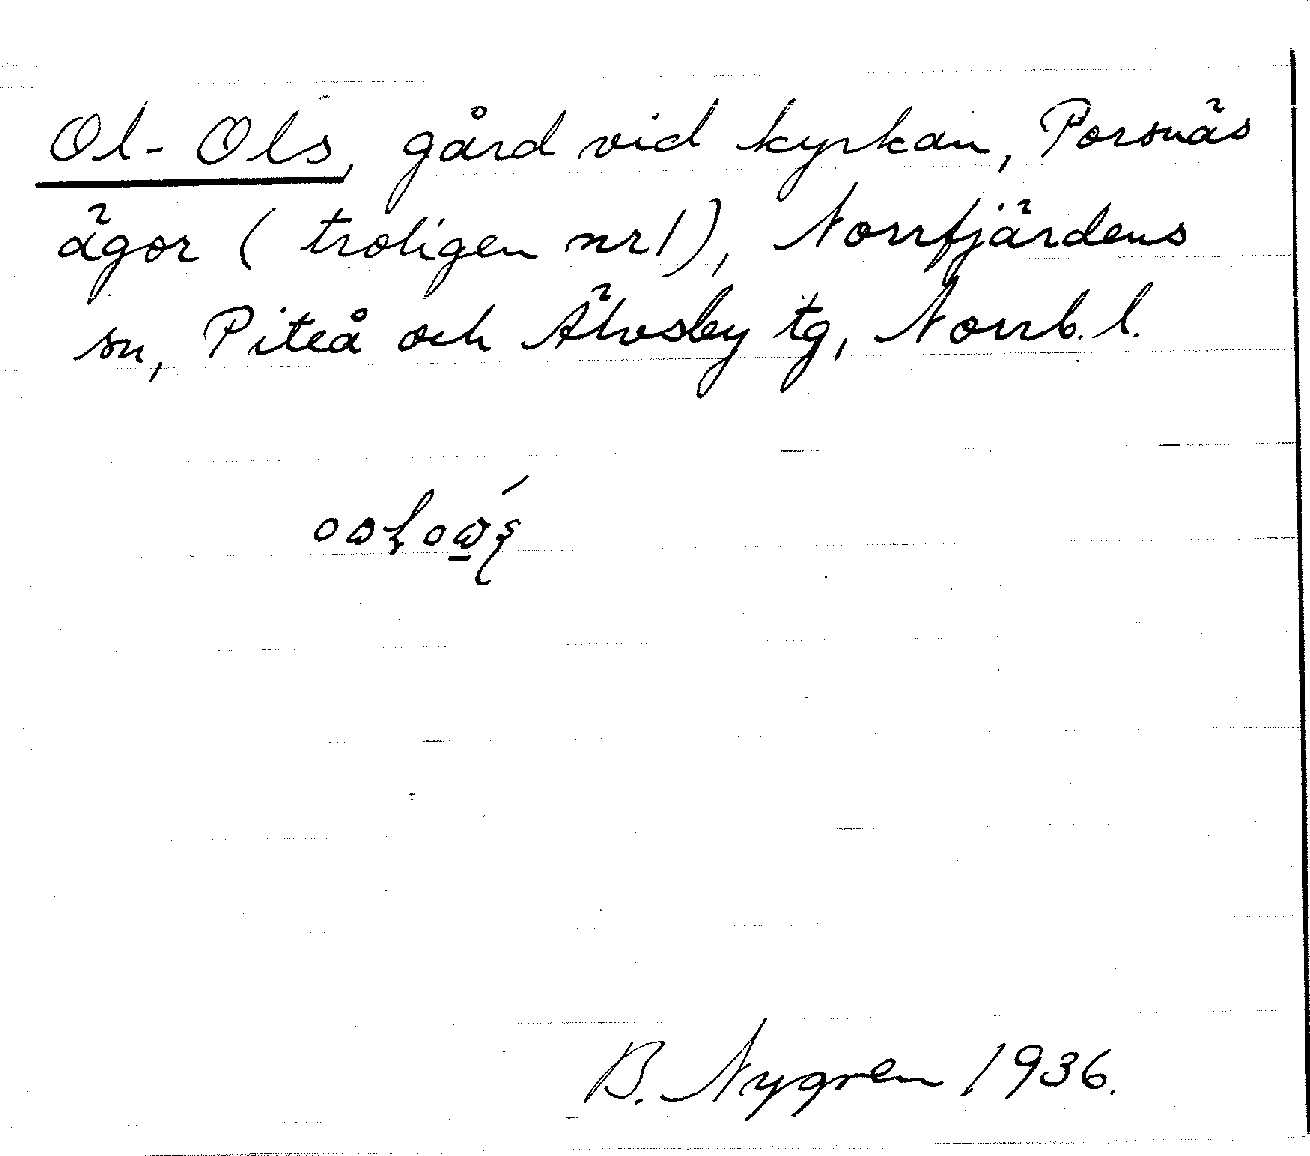 Ol-Ols, gård vid kyrkan, Porsnäs
ägor (troligen nr 1), Norrfjärdens
sn, Piteå och Älvsby tg, Norrb. l.
B. Nygren 1936.